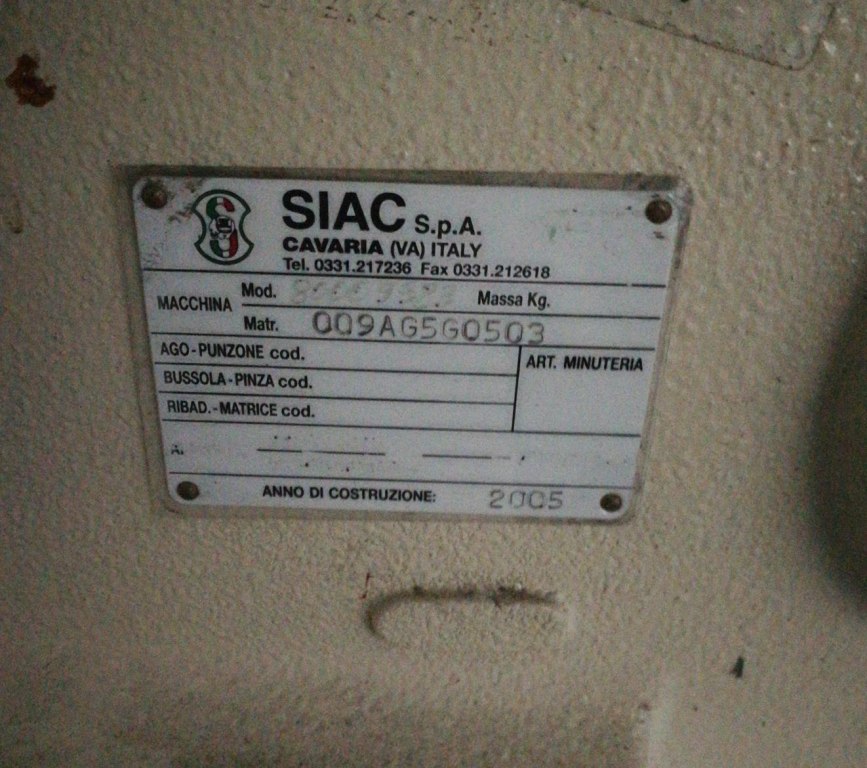 SIAC S.p.A.
CAVARIA (VA) ITALY
Tel. 0331.217236 Fax 0331.212618
MACCHINA
Mod. Massa Kg.
Matr. 009AG5G0503
AGO-PUNZONE cod.
ART. MINUTERIA
BUSSOLA-PINZA cod.
RIBAD.-MATRICE cod.
ANNO DI COSTRUZIONE: 2005